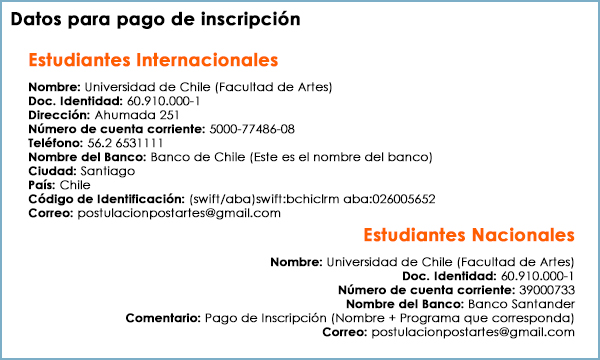 Datos para pago de inscripción
Estudiantes Internacionales
Nombre: Universidad de Chile (Facultad de Artes)
Doc. Identidad: 60.910.000-1
Dirección: Ahumada 251
Número de cuenta corriente: 5000-77486-08
Teléfono: 56.2 6531111
Nombre del Banco: Banco de Chile (Este es el nombre del banco)
Ciudad: Santiago
País: Chile
Código de Identificación: (swift/aba)swift:bchiclrm aba:026005652
Correo: postulacionpostartes@gmail.com
Estudiantes Nacionales
Nombre: Universidad de Chile (Facultad de Artes)
Doc. Identidad: 60.910.000-1
Número de cuenta corriente: 39000733
Nombre del Banco: Banco Santander
Comentario: Pago de Inscripción (Nombre + Programa que corresponda)
Correo: postulacionpostartes@gmail.com